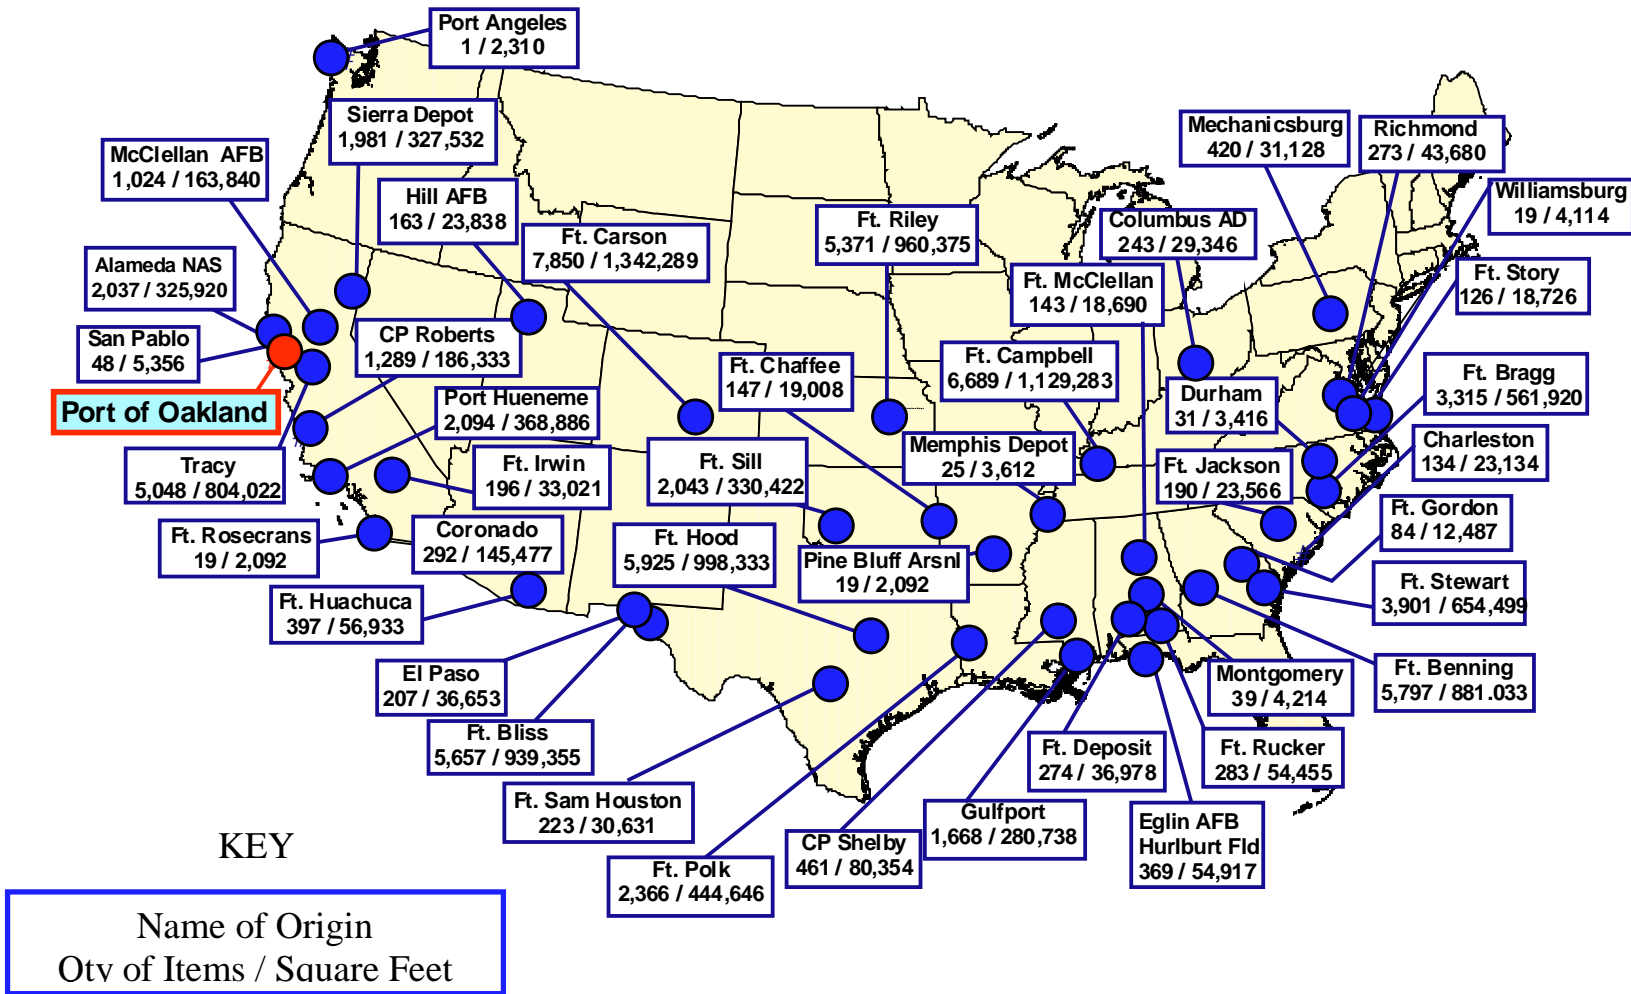 Port Angeles
1 / 2,310
Sierra Depot
1,981 / 327,532
McClellan AFB
1,024 / 163,840
Hill AFB
163 / 23,838
Ft. Carson
7,850 / 1,342,289
Ft. Riley
5,371 / 960,375
Columbus AD
243 / 29,346
Mechanicsburg
420 / 31,128
Richmond
273 / 43,680
Williamsburg
19 / 4,114
Ft. Story
126 / 18,726
Alameda NAS
2,037 / 325,920
San Pablo
48 / 5,356
Port of Oakland
CP Roberts
1,289 / 186,333
Ft. McClellan
143 / 18,690
Ft. Campbell
6,689 / 1,129,283
Ft. Chaffee
147 / 19,008
Durham
31 / 3,416
Ft. Bragg
3,315 / 561,920
Port Hueneme
2,094 / 368,886
Memphis Depot
25 / 3,612
Charleston
134 / 23,134
Tracy
5,048 / 804,022
Ft. Irwin
196 / 33,021
Ft. Sill
2,043 / 330,422
Ft. Jackson
190 / 23,566
Ft. Gordon
84 / 12,487
Ft. Rosecrans
19 / 2,092
Coronado
292 / 145,477
Ft. Hood
5,925 / 998,333
Pine Bluff Arsnl
19 / 2,092
Ft. Stewart
3,901 / 654,499
Ft. Huachuca
397 / 56,933
El Paso
207 / 36,653
Montgomery
39 / 4,214
Ft. Benning
5,797 / 881.033
Ft. Bliss
5,657 / 939,355
Ft. Deposit
274 / 36,978
Ft. Rucker
283 / 54,455
Ft. Sam Houston
223 / 30,631
Gulfport
1,668 / 280,738
Eglin AFB
Hurlburt Fld
369 / 54,917
CP Shelby
461 / 80,354
Ft. Polk
2,366 / 444,646
KEY
Name of Origin
Qty of Items / Square Feet